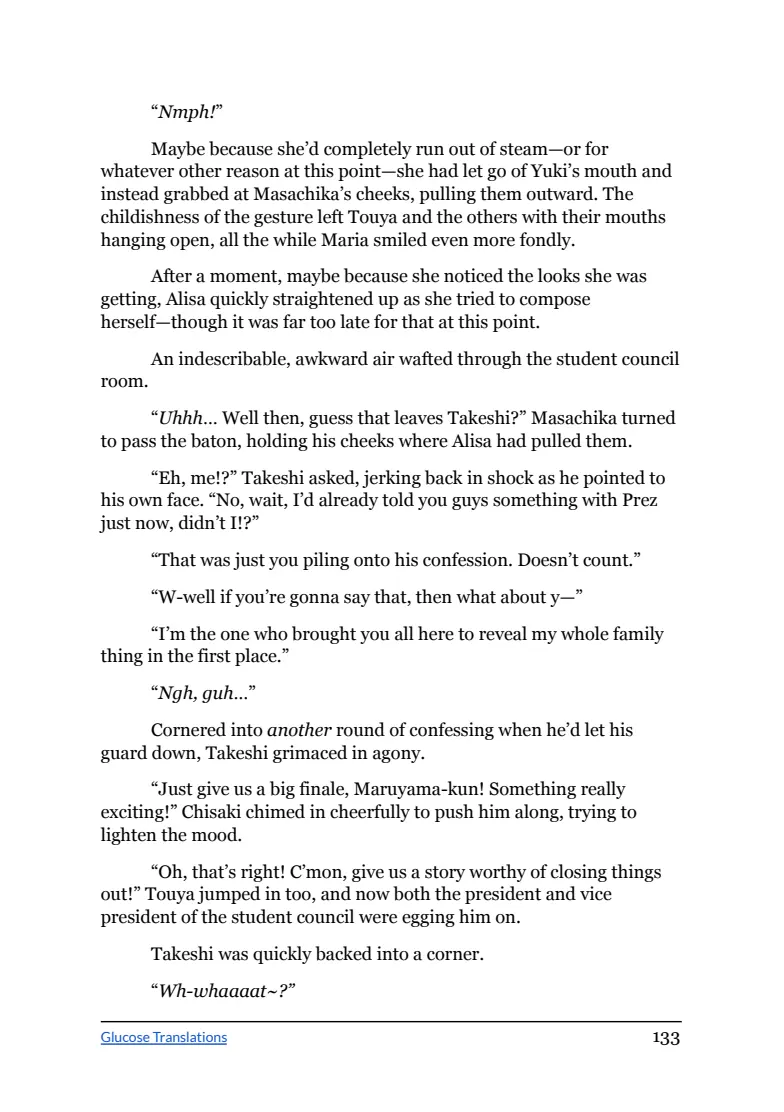 “Nmph!”
Maybe because she’d completely run out of steam—or for
whatever other reason at this point—she had let go of Yuki’s mouth and
instead grabbed at Masachika’s cheeks, pulling them outward. The
childishness of the gesture left Touya and the others with their mouths
hanging open, all the while Maria smiled even more fondly.
After a moment, maybe because she noticed the looks she was
getting, Alisa quickly straightened up as she tried to compose
herself—though it was far too late for that at this point.
An indescribable, awkward air wafted through the student council
room.
“Uhhh… Well then, guess that leaves Takeshi?” Masachika turned
to pass the baton, holding his cheeks where Alisa had pulled them.
“Eh, me!?” Takeshi asked, jerking back in shock as he pointed to
his own face. “No, wait, I’d already told you guys something with Prez
just now, didn’t I!?”
“That was just you piling onto his confession. Doesn’t count.”
“W-well if you’re gonna say that, then what about y—”
“I’m the one who brought you all here to reveal my whole family
thing in the first place.”
“Ngh, guh…”
Cornered into another round of confessing when he’d let his
guard down, Takeshi grimaced in agony.
“Just give us a big finale, Maruyama-kun! Something really
exciting!” Chisaki chimed in cheerfully to push him along, trying to
lighten the mood.
“Oh, that’s right! C’mon, give us a story worthy of closing things
out!” Touya jumped in too, and now both the president and vice
president of the student council were egging him on.
Takeshi was quickly backed into a corner.
“Wh-whaaaat~?”
Glucose Translations 133